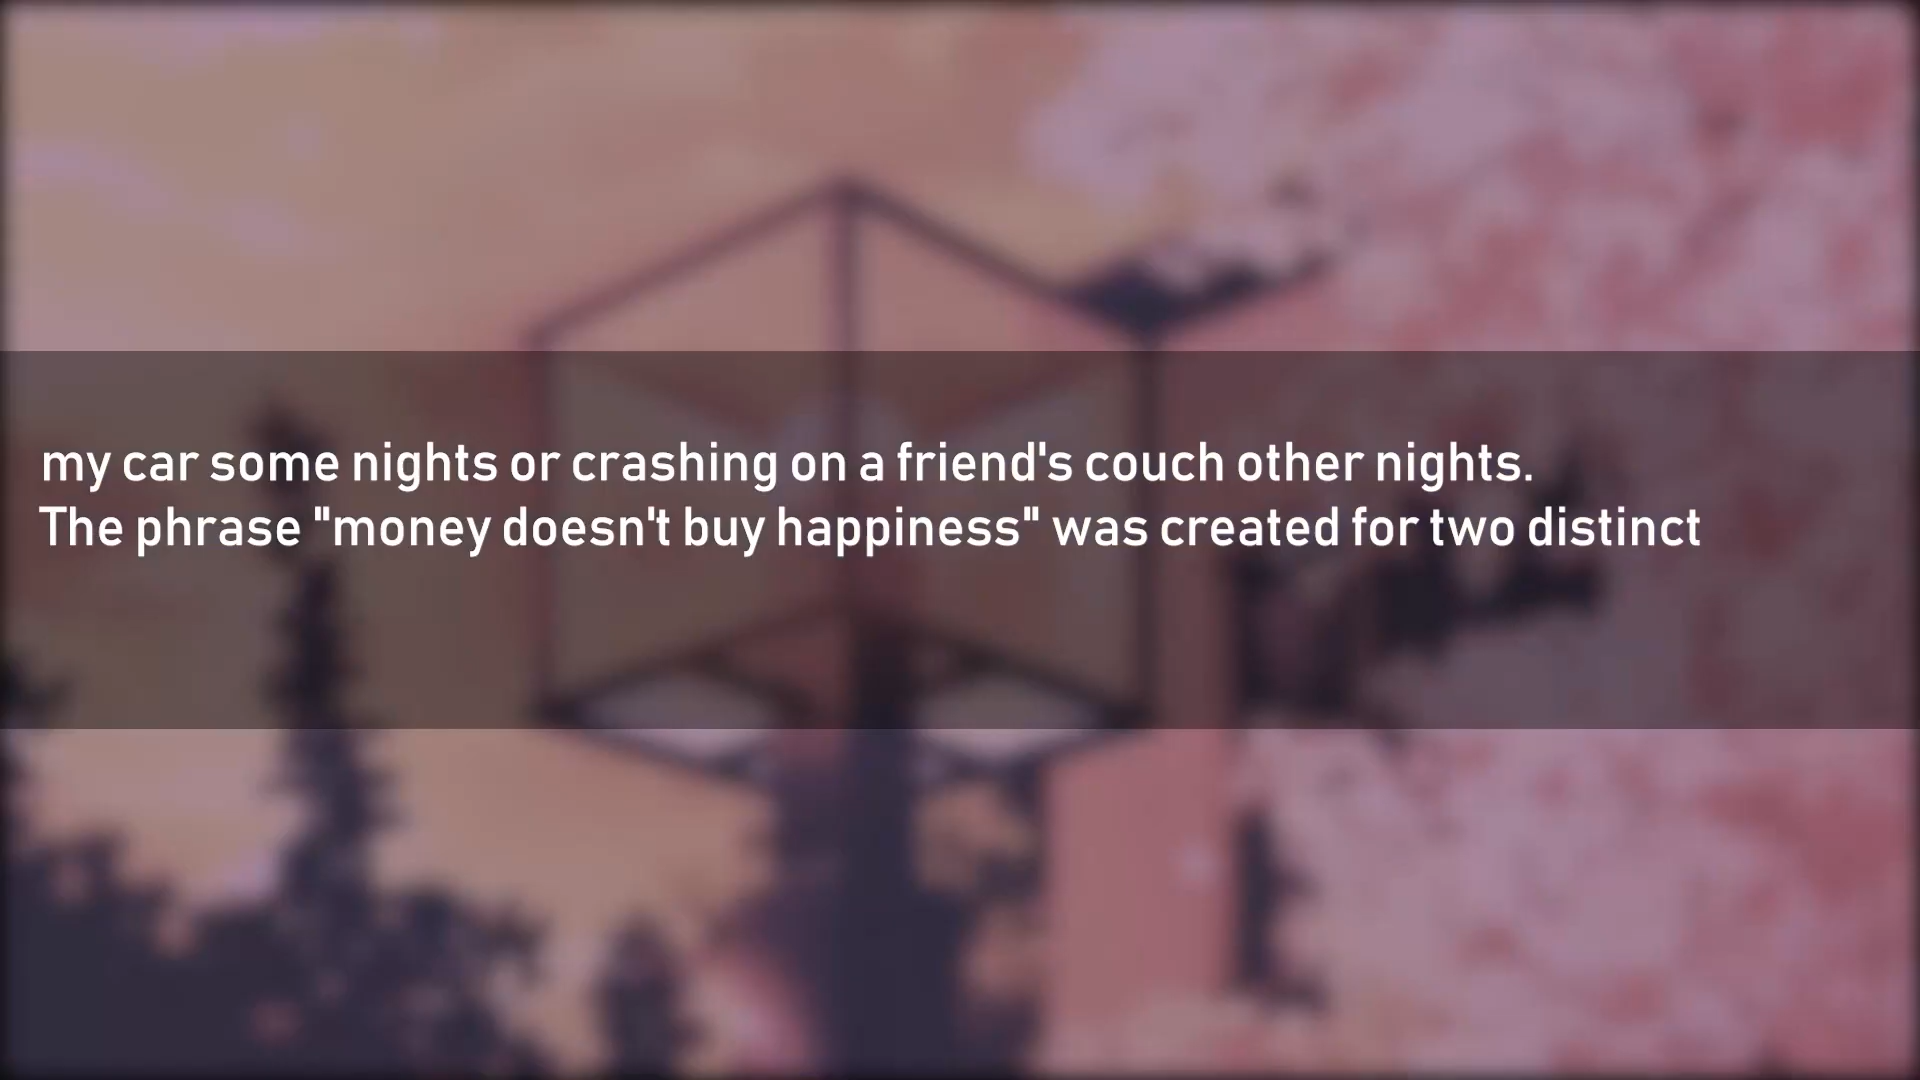 my car some nights or crashing on a friend's couch other nights.
The phrase "money doesn't buy happiness" was created for two distinct